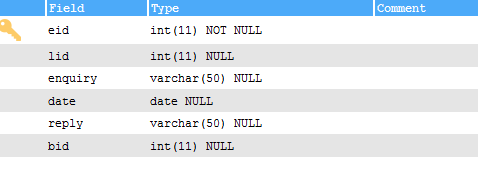 Field Type Comment
eid int(11) NOT NULL
lid int(11) NULL
enquiry varchar(50) NULL
date date NULL
reply varchar(50) NULL
bid int(11) NULL